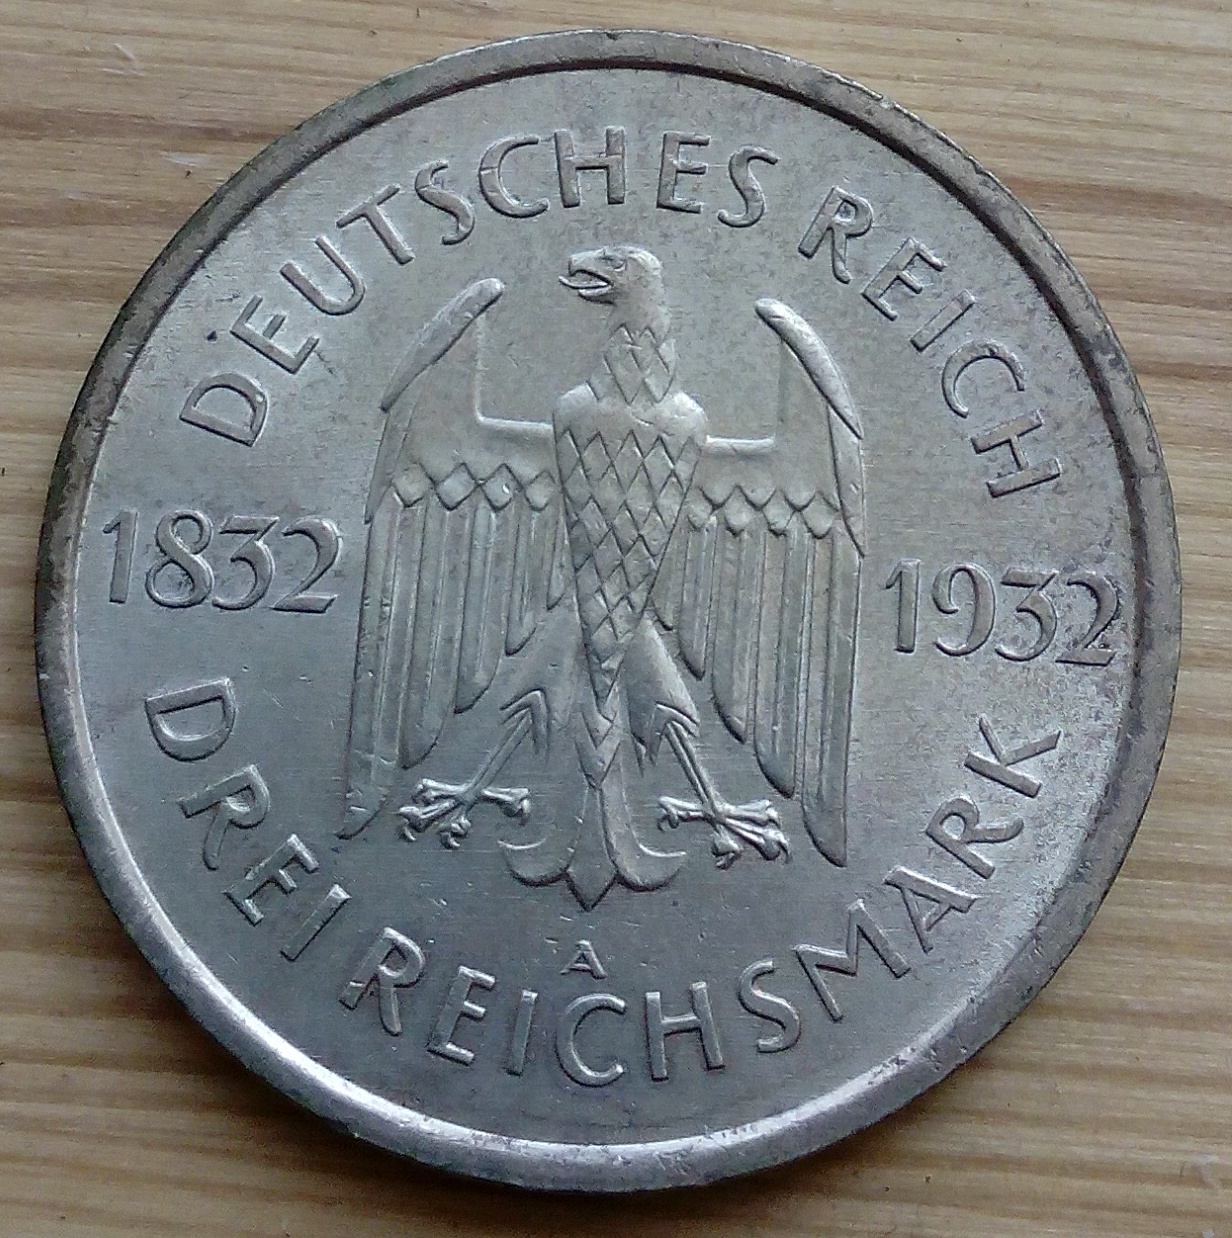 DEUTSCHES REICH
1832 1932
A
DREI REICHSMARK